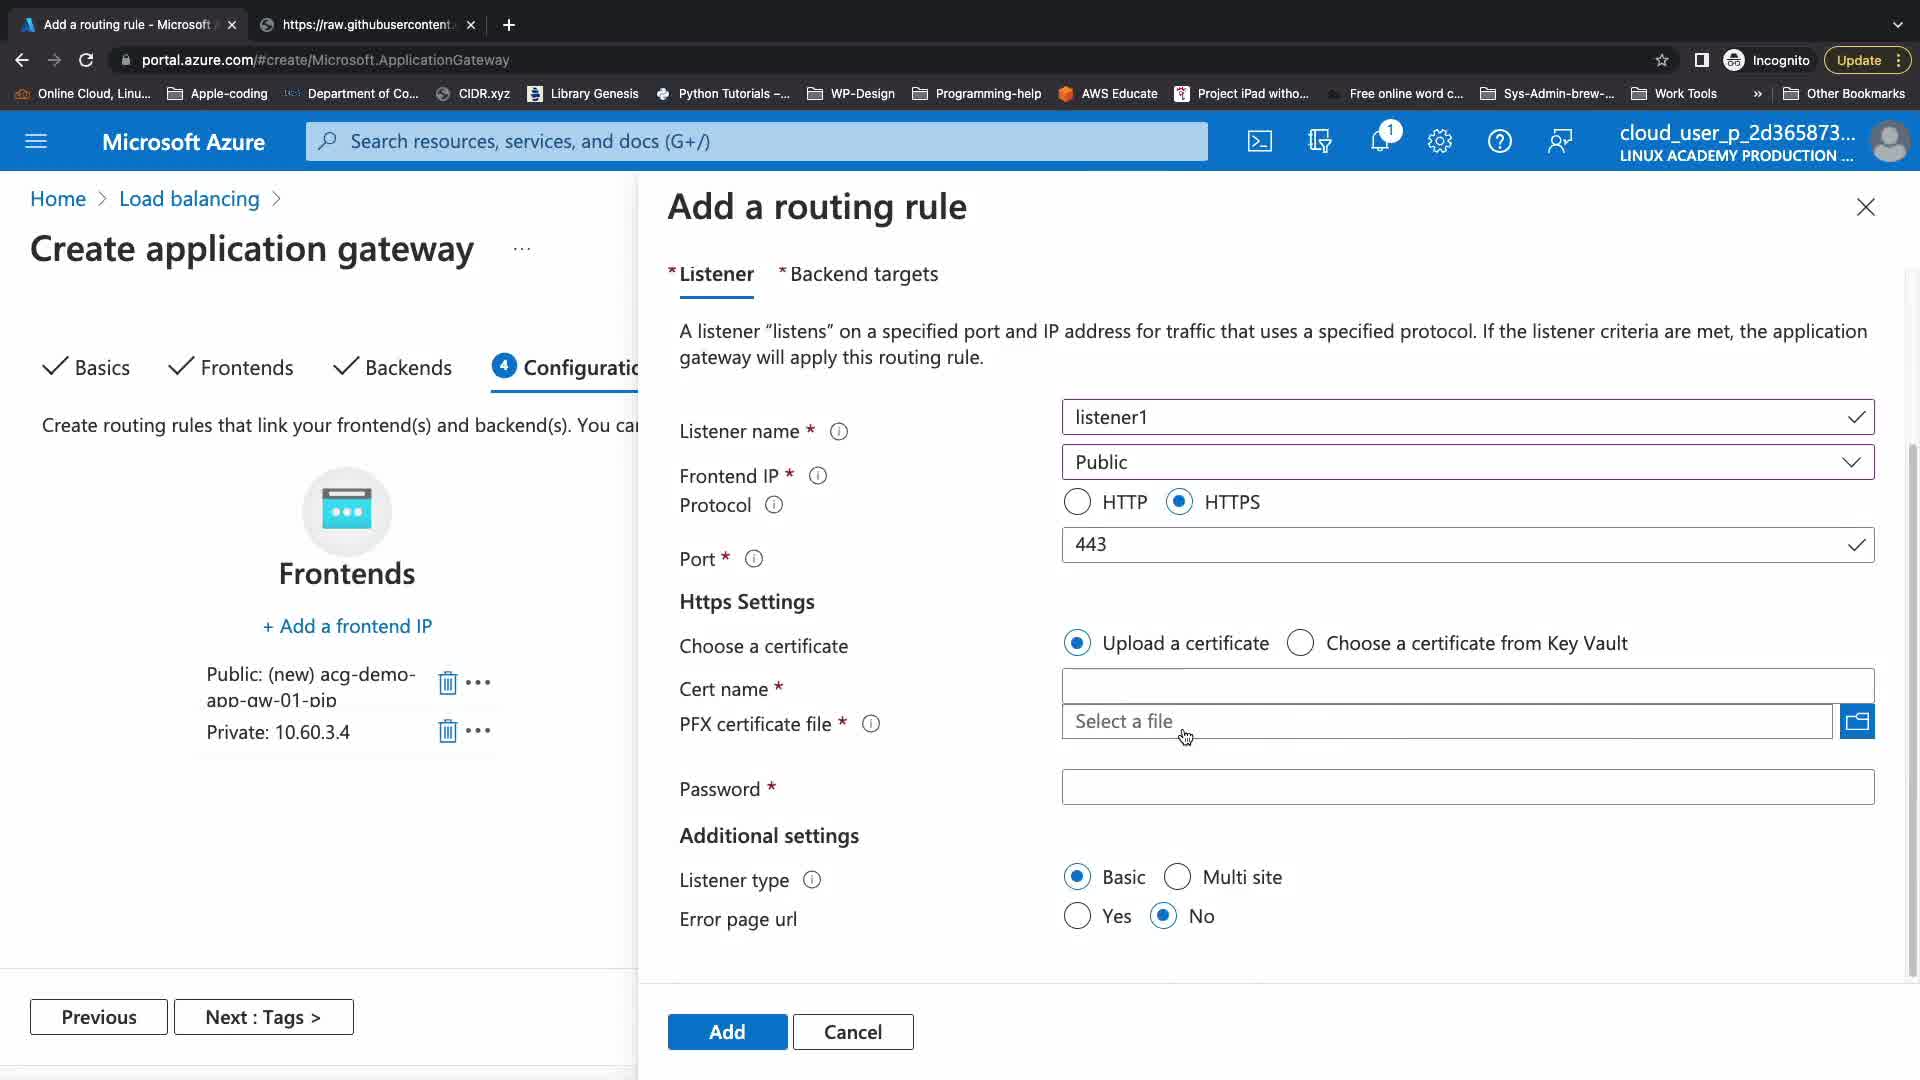 Add a routing rule - Microsoft A
https://raw.githubusercontent.
portal.azure.com/#create/Microsoft.ApplicationGateway
Incognito
Update
Online Cloud, Linu...
Apple-coding
Department of Co...
CIDR.xyz
Library Genesis
Python Tutorials –...
WP-Design
Programming-help
AWS Educate
Project iPad witho...
Free online word c...
Sys-Admin-brew-...
Work Tools
»
Other Bookmarks
Microsoft Azure
Search resources, services, and docs (G+/)
1
cloud_user_p_2d365873...
LINUX ACADEMY PRODUCTION ...
Home > Load balancing >
Create application gateway ...
Basics
Frontends
Backends
4 Configuratio
Create routing rules that link your frontend(s) and backend(s). You can
Frontends
+ Add a frontend IP
Public: (new) acg-demo-
app-gw-01-pip
Private: 10.60.3.4
Previous
Next : Tags >
Add a routing rule
* Listener
* Backend targets
A listener “listens” on a specified port and IP address for traffic that uses a specified protocol. If the listener criteria are met, the application
gateway will apply this routing rule.
Listener name *
listener1
Frontend IP *
Public
Protocol
HTTP
HTTPS
Port *
443
Https Settings
Choose a certificate
Upload a certificate
Choose a certificate from Key Vault
Cert name *
PFX certificate file *
Select a file
Password *
Additional settings
Listener type
Basic
Multi site
Error page url
Yes
No
Add
Cancel